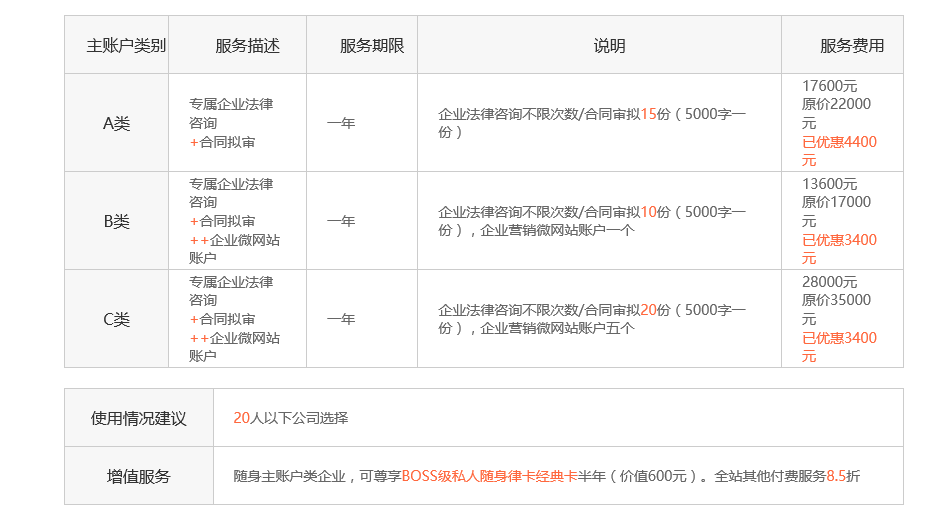 主账户类别 服务描述 服务期限 说明 服务费用
A类
专属企业法律
咨询
+合同拟审
一年
企业法律咨询不限次数/合同审拟15份（5000字一
份）
17600元
原价22000
元
已优惠4400
元
B类
专属企业法律
咨询
+合同拟审
++企业微网站
账户
一年
企业法律咨询不限次数/合同审拟10份（5000字一
份），企业营销微网站账户一个
13600元
原价17000
元
已优惠3400
元
C类
专属企业法律
咨询
+合同拟审
++企业微网站
账户
一年
企业法律咨询不限次数/合同审拟20份（5000字一
份），企业营销微网站账户五个
28000元
原价35000
元
已优惠3400
元
使用情况建议 20人以下公司选择
增值服务 随身主账户类企业，可尊享BOSS级私人随身律卡经典卡半年（价值600元）。全站其他付费服务8.5折